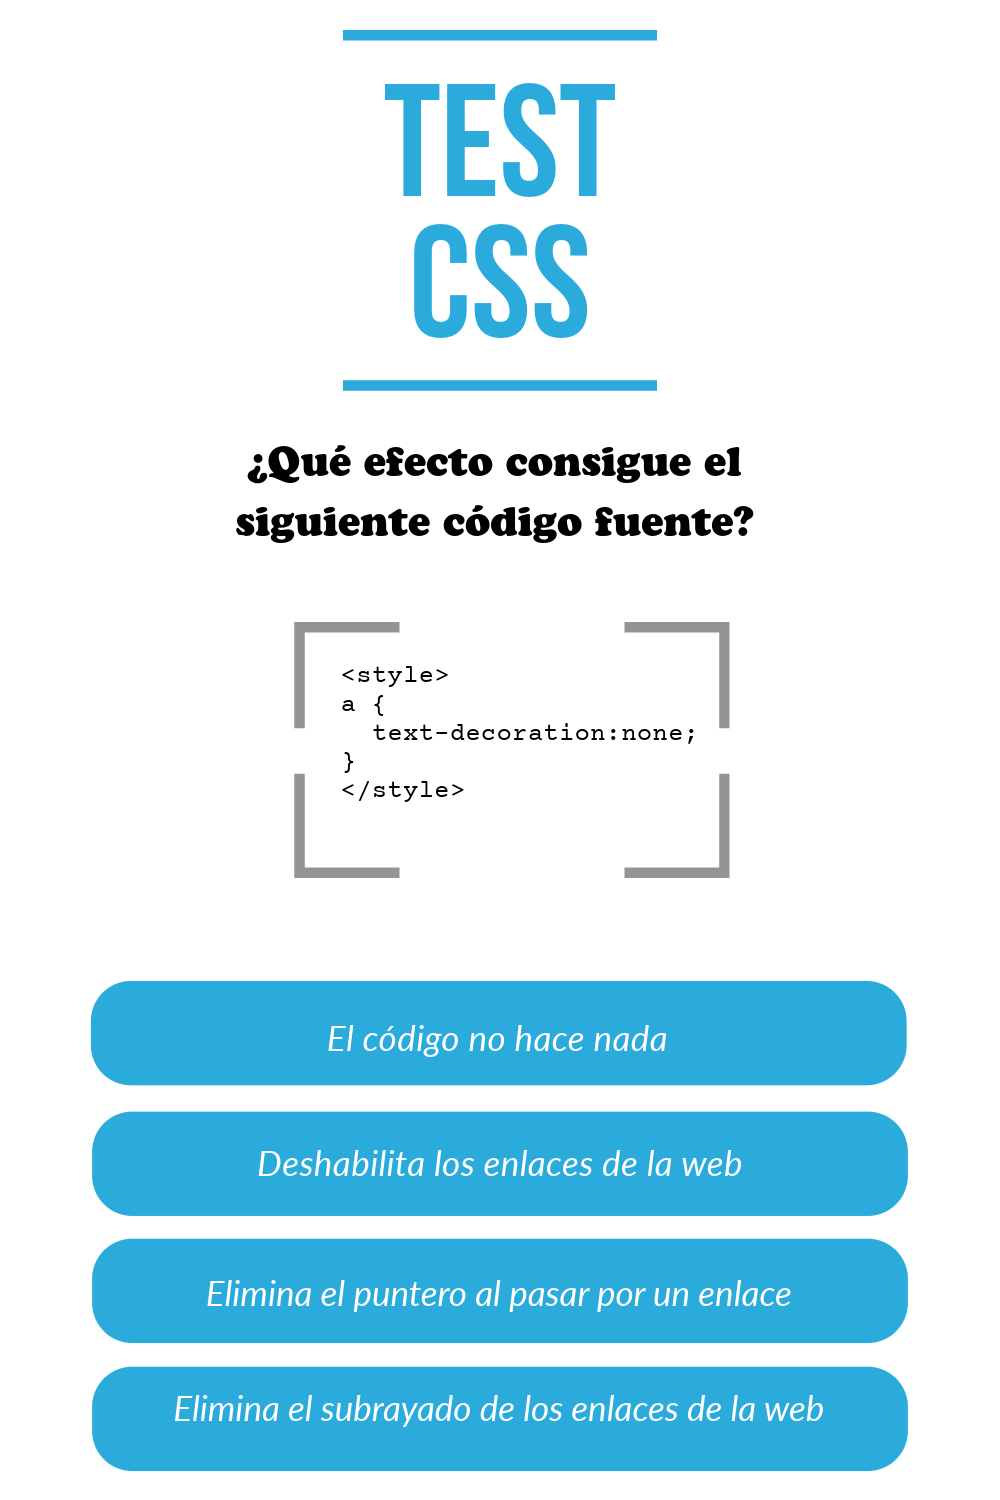 TEST
CSS
¿Qué efecto consigue el
siguiente código fuente?
<style>
a {
  text-decoration:none;
}
</style>
El código no hace nada
Deshabilita los enlaces de la web
Elimina el puntero al pasar por un enlace
Elimina el subrayado de los enlaces de la web